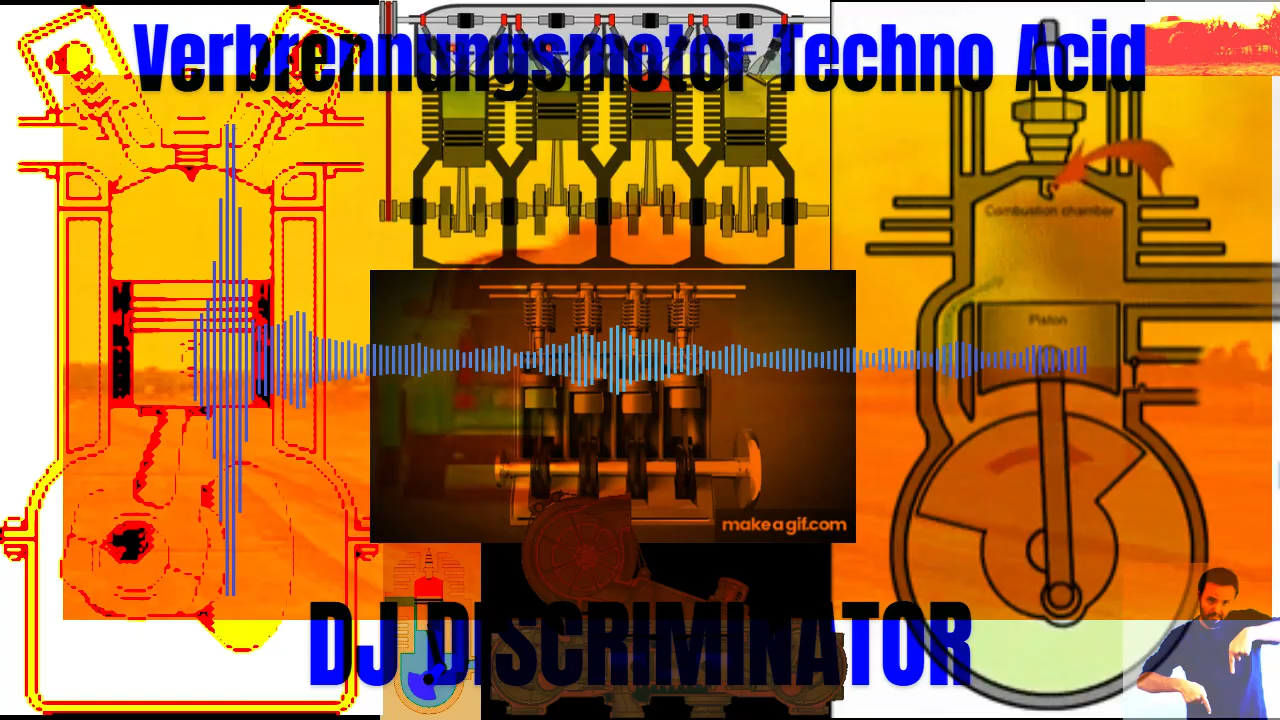 Verbrennungsmotor Techno Acid
Combustion chamber
Piston
makeagif.com
DJ DISCRIMINATOR